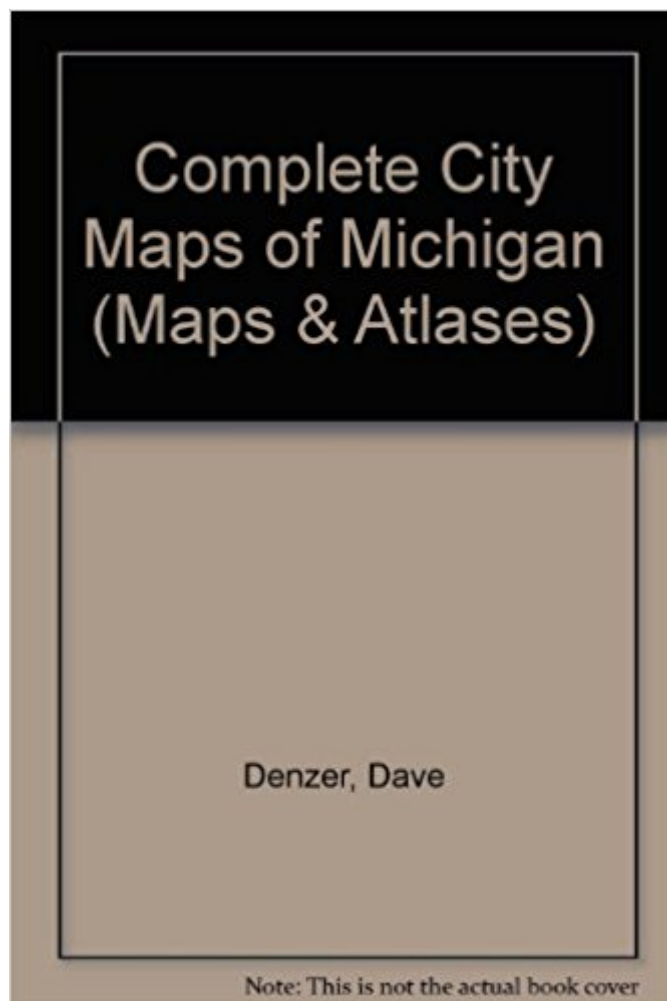 Complete City
Maps of Michigan
(Maps & Atlases)
Denzer, Dave
Note: This is not the actual book cover